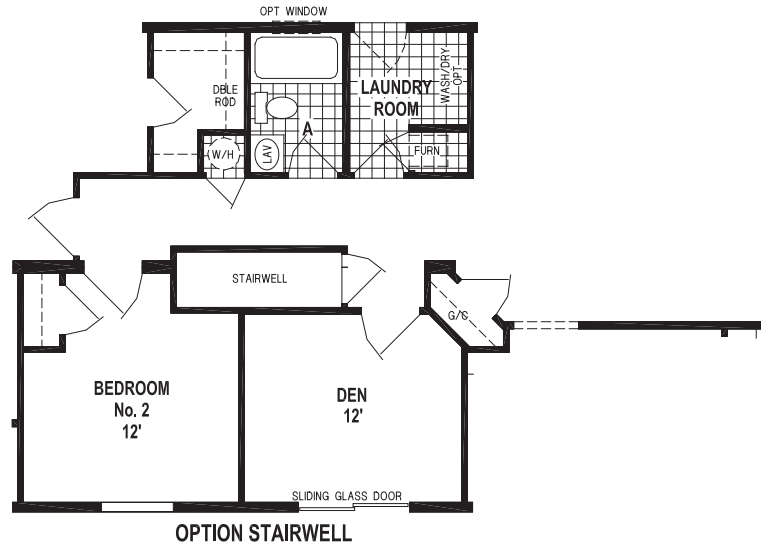 OPT WINDOW
DBLE
ROD
LAUNDRY
ROOM
WASH/DRY
OPT
A
W/H
LAV
FURN
STAIRWELL
G/C
BEDROOM
No. 2
12'
DEN
12'
SLIDING GLASS DOOR
OPTION STAIRWELL